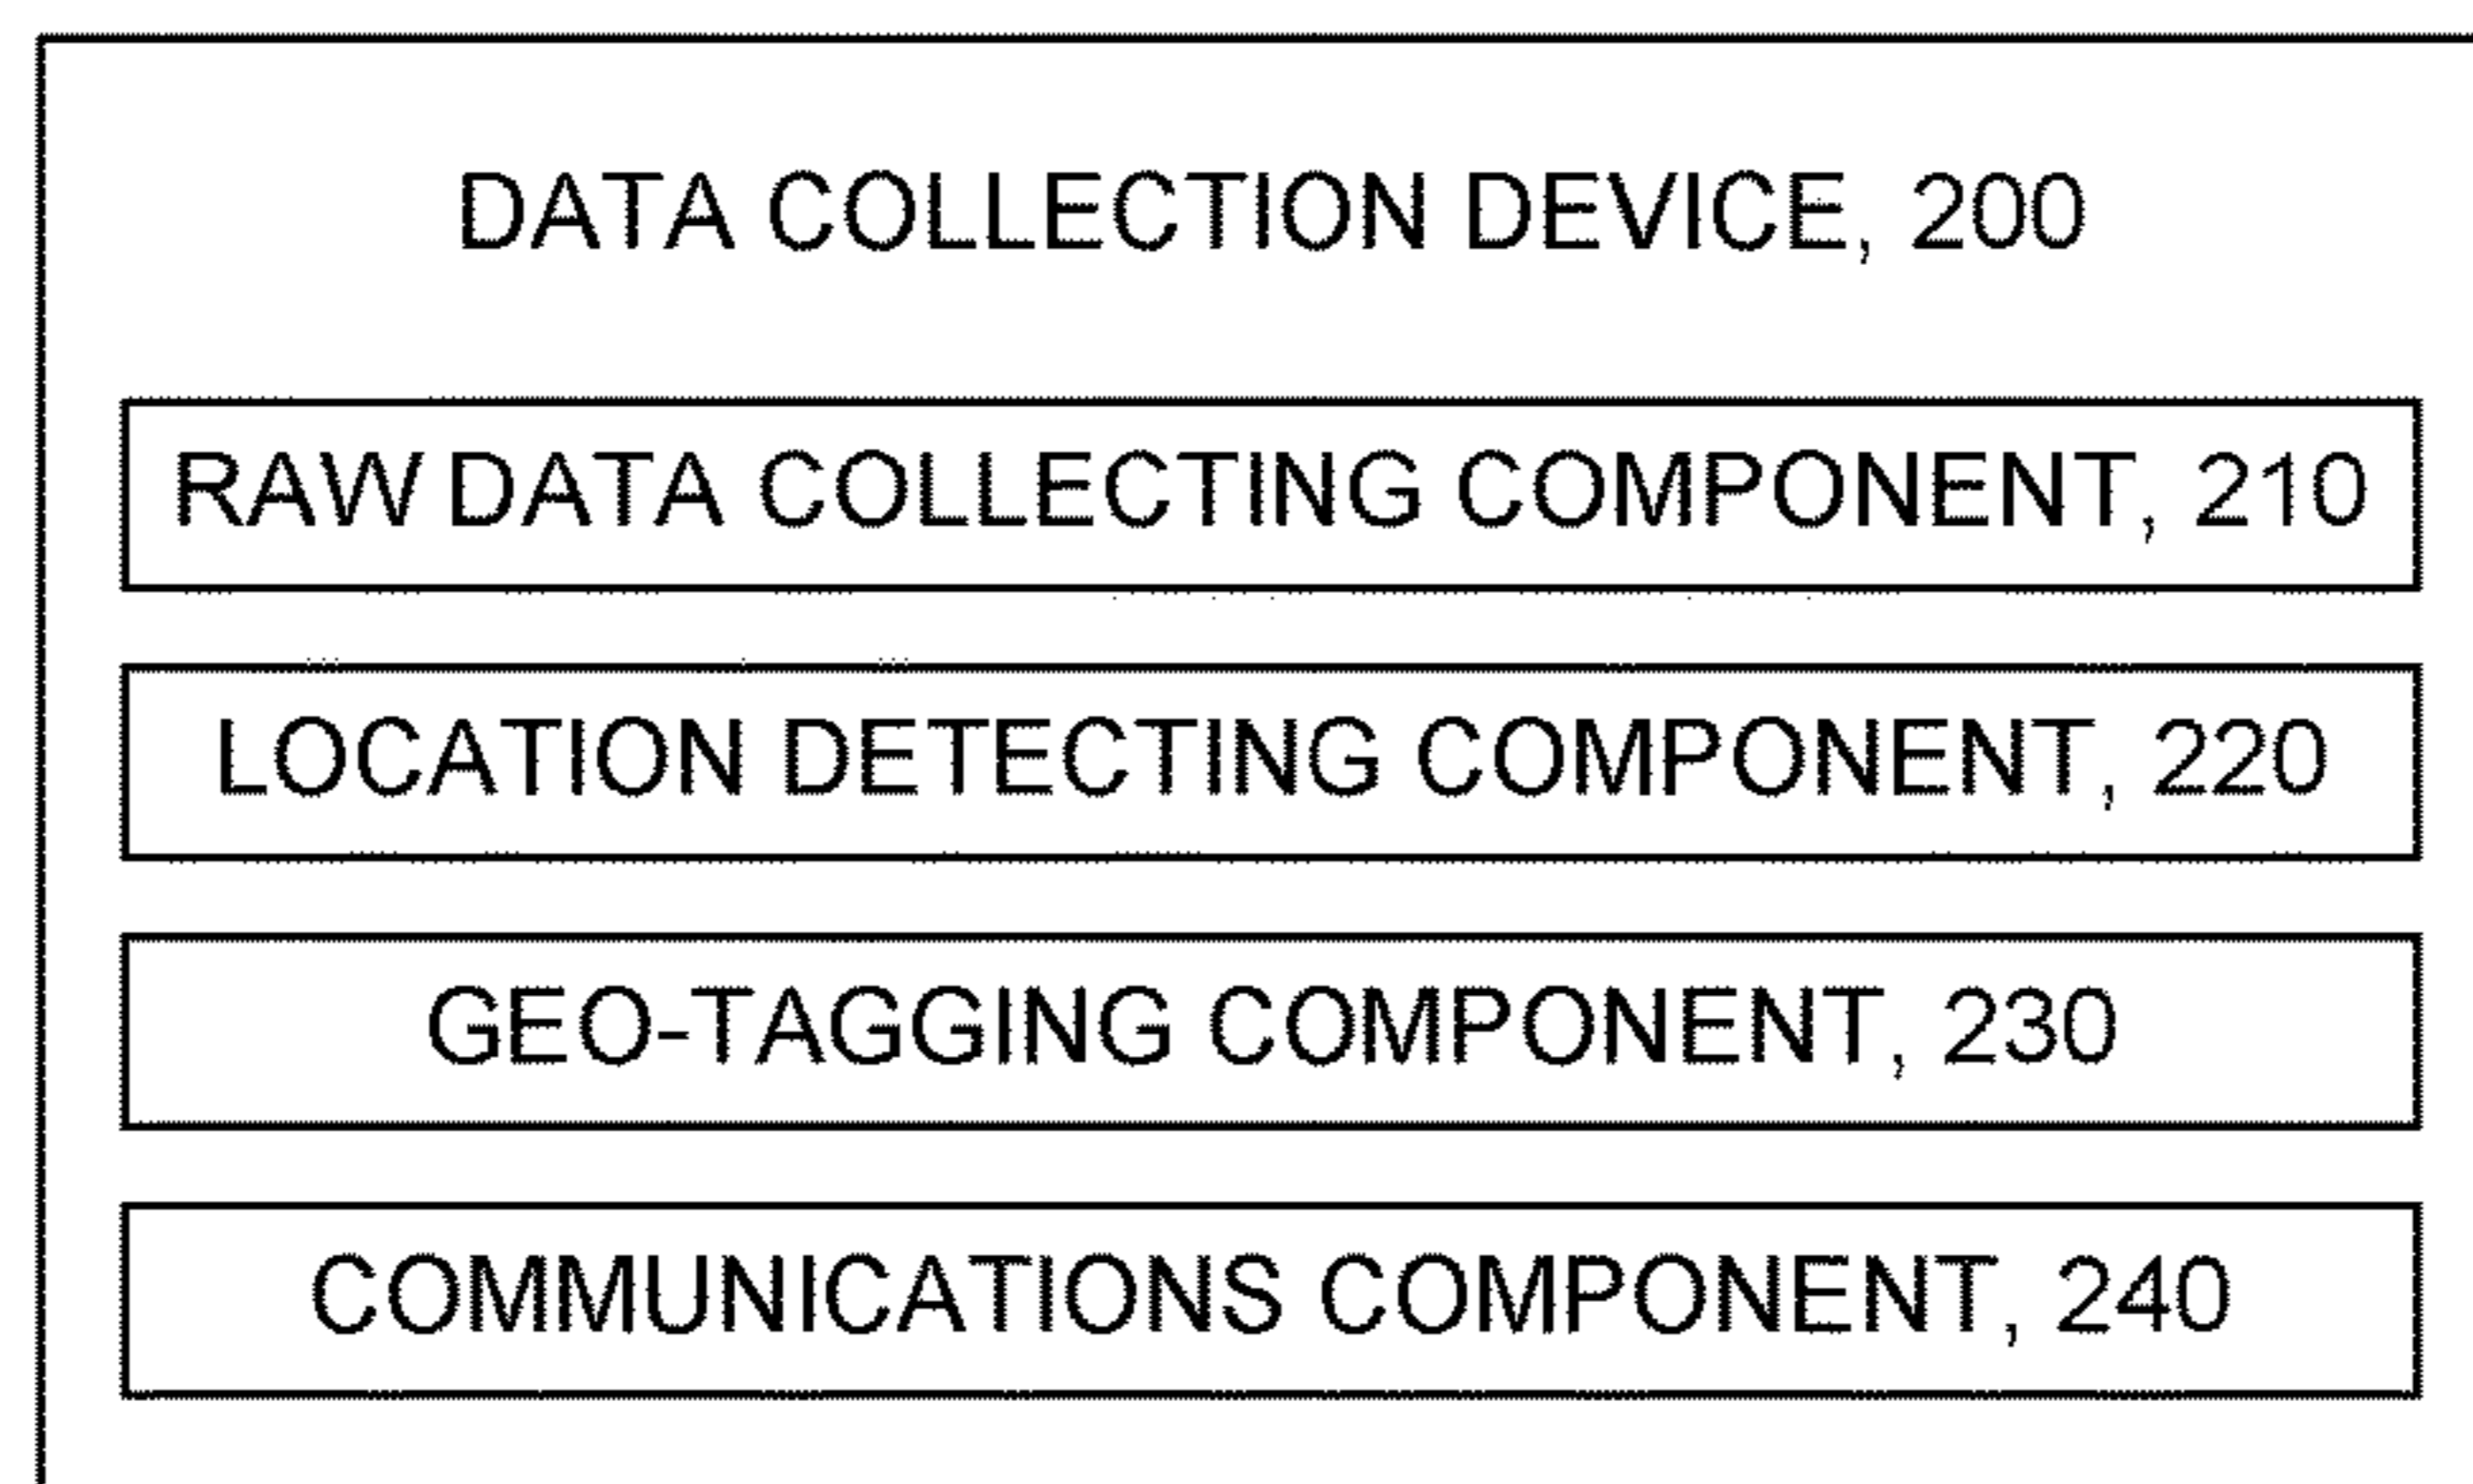 DATA COLLECTION DEVICE, 200
RAW DATA COLLECTING COMPONENT, 210
LOCATION DETECTING COMPONENT, 220
GEO-TAGGING COMPONENT, 230
COMMUNICATIONS COMPONENT, 240